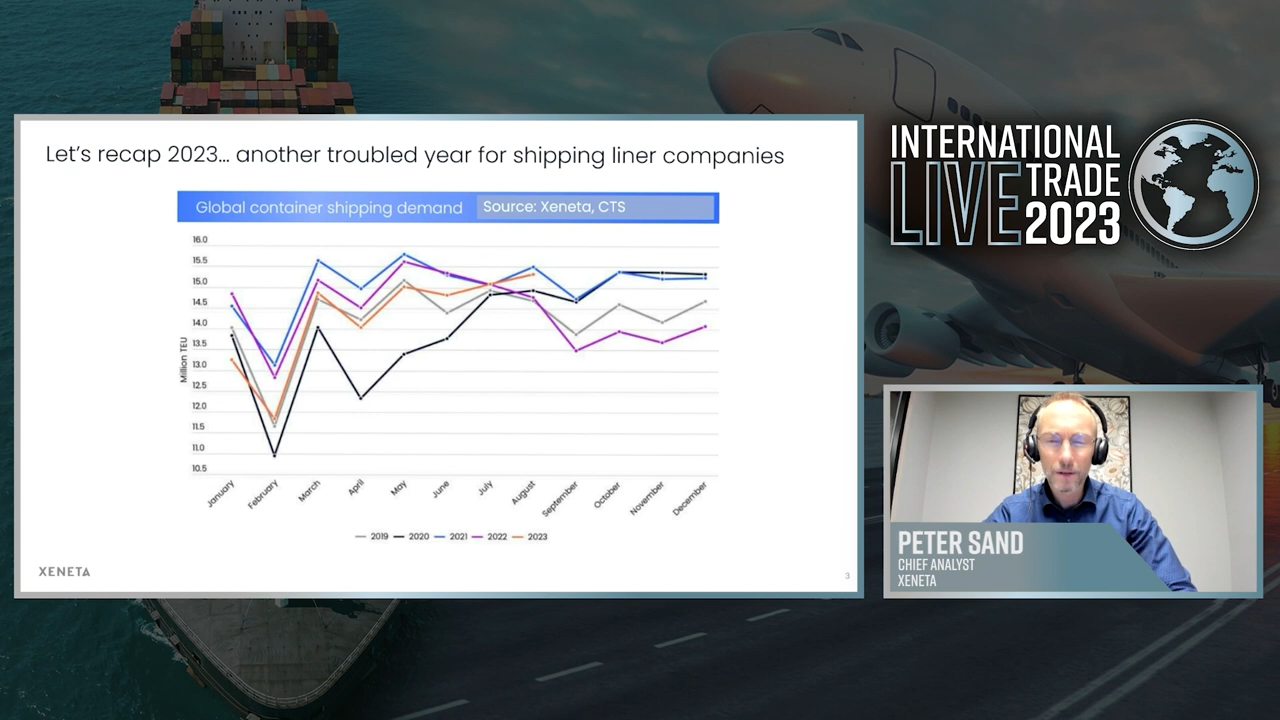 Let's recap 2023... another troubled year for shipping liner companies
Global container shipping demand
Source: Xeneta, CTS
Million TEU
16.0
15.5
15.0
14.5
14.0
13.5
13.0
12.5
12.0
11.5
11.0
10.5
January
February
March
April
May
June
July
August
September
October
November
December
2019
2020
2021
2022
2023
XENETA
3
INTERNATIONAL
LIVE
TRADE
2023
PETER SAND
CHIEF ANALYST
XENETA